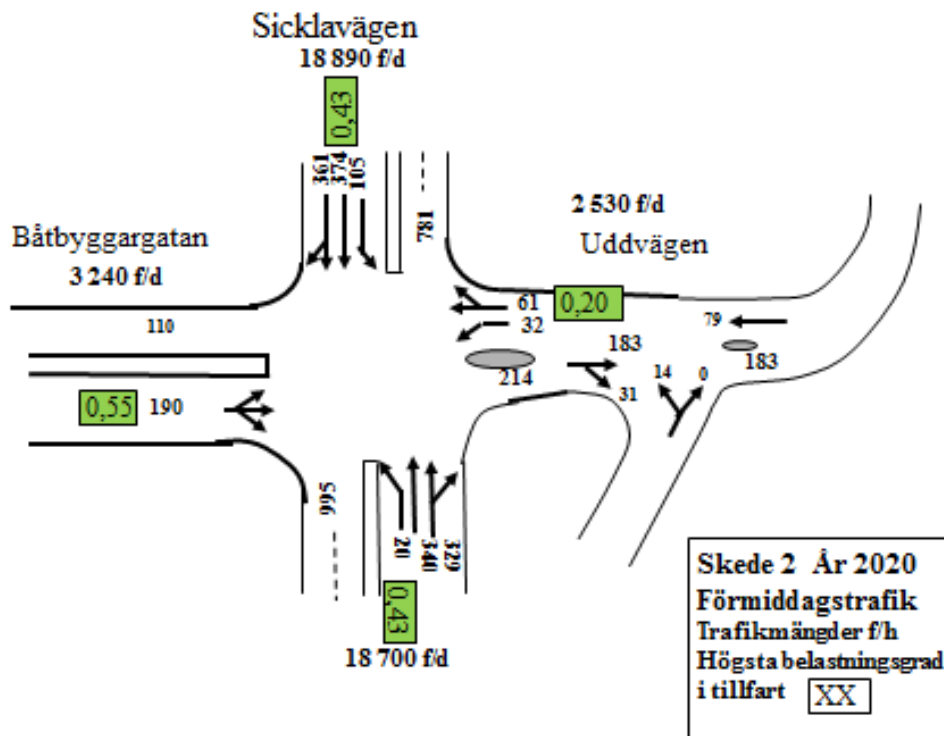 Sicklavägen
18 890 f/d
0,43
361
374
105
781
2 530 f/d
Uddvägen
Båtbyggargatan
3 240 f/d
110
61
0,20
32
79
183
183
214
14
0
31
0,55
190
995
20
340
329
0,43
18 700 f/d
Skede 2 År 2020
Förmiddagstrafik
Trafikmängder f/h
Högsta belastningsgrad
i tillfart XX